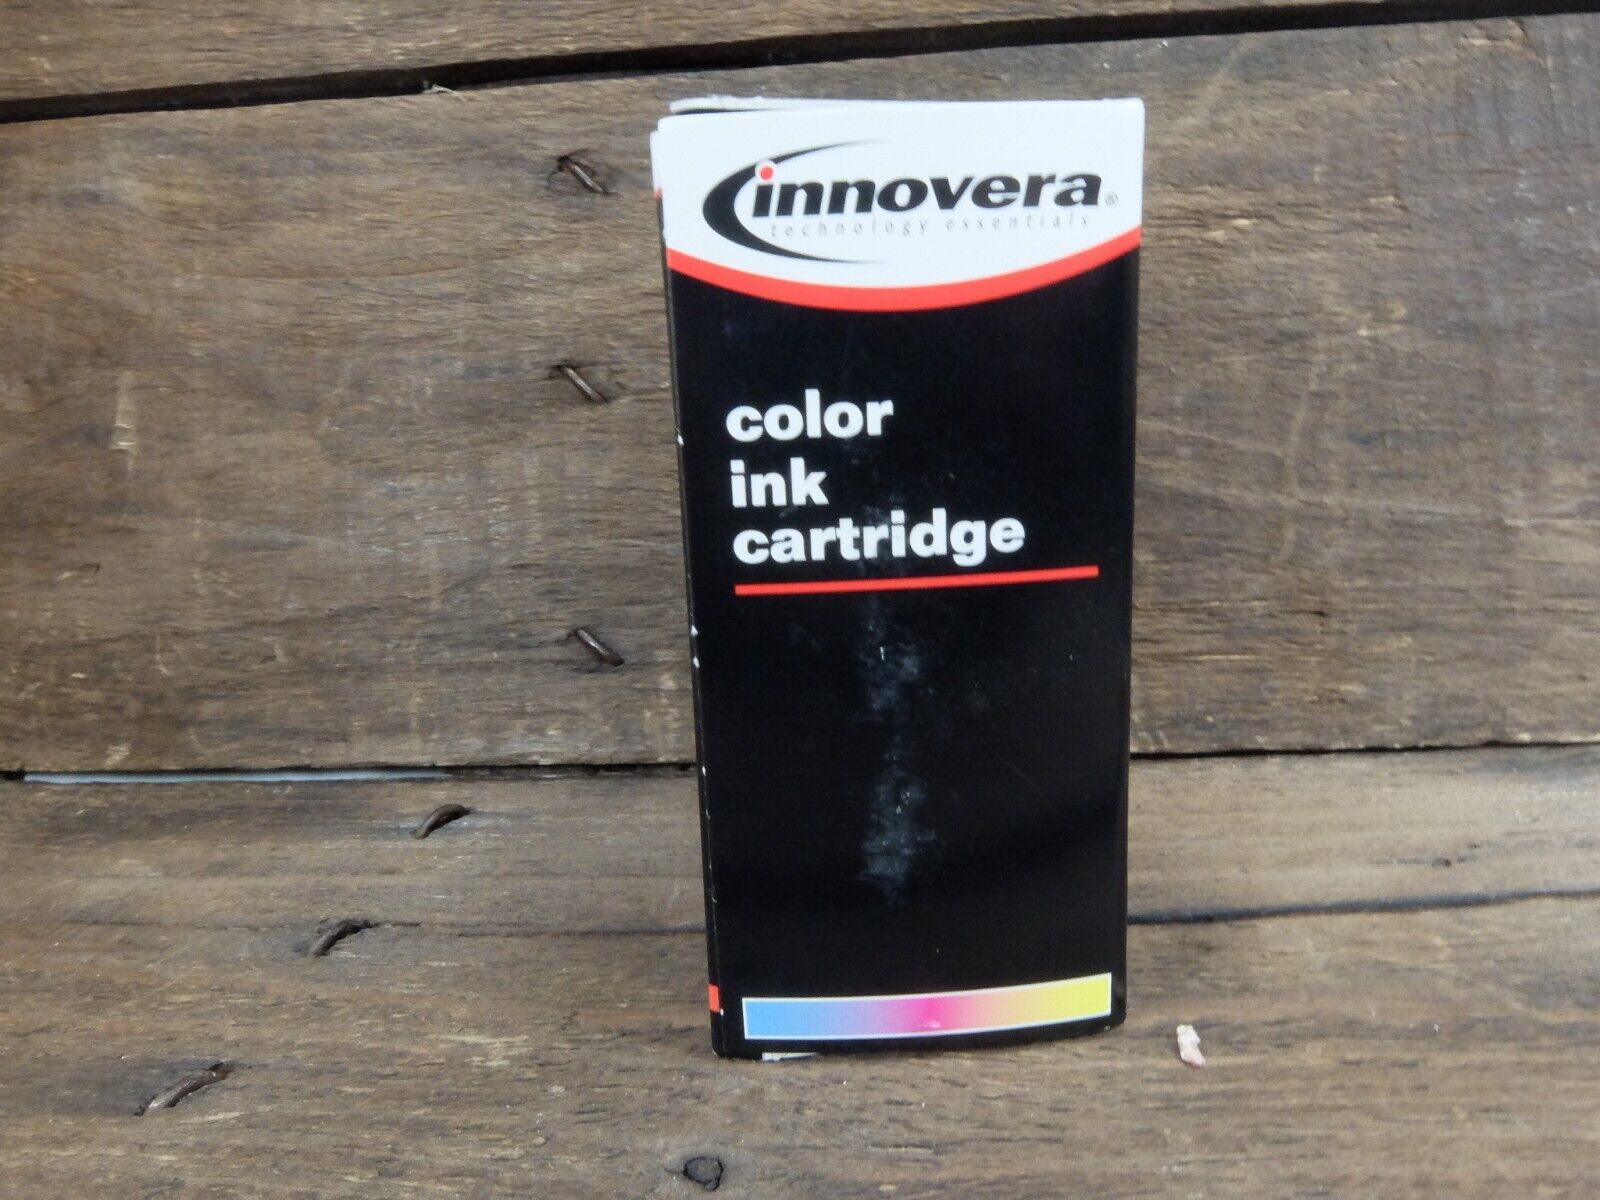 innovera®
technology essentials
color
ink
cartridge